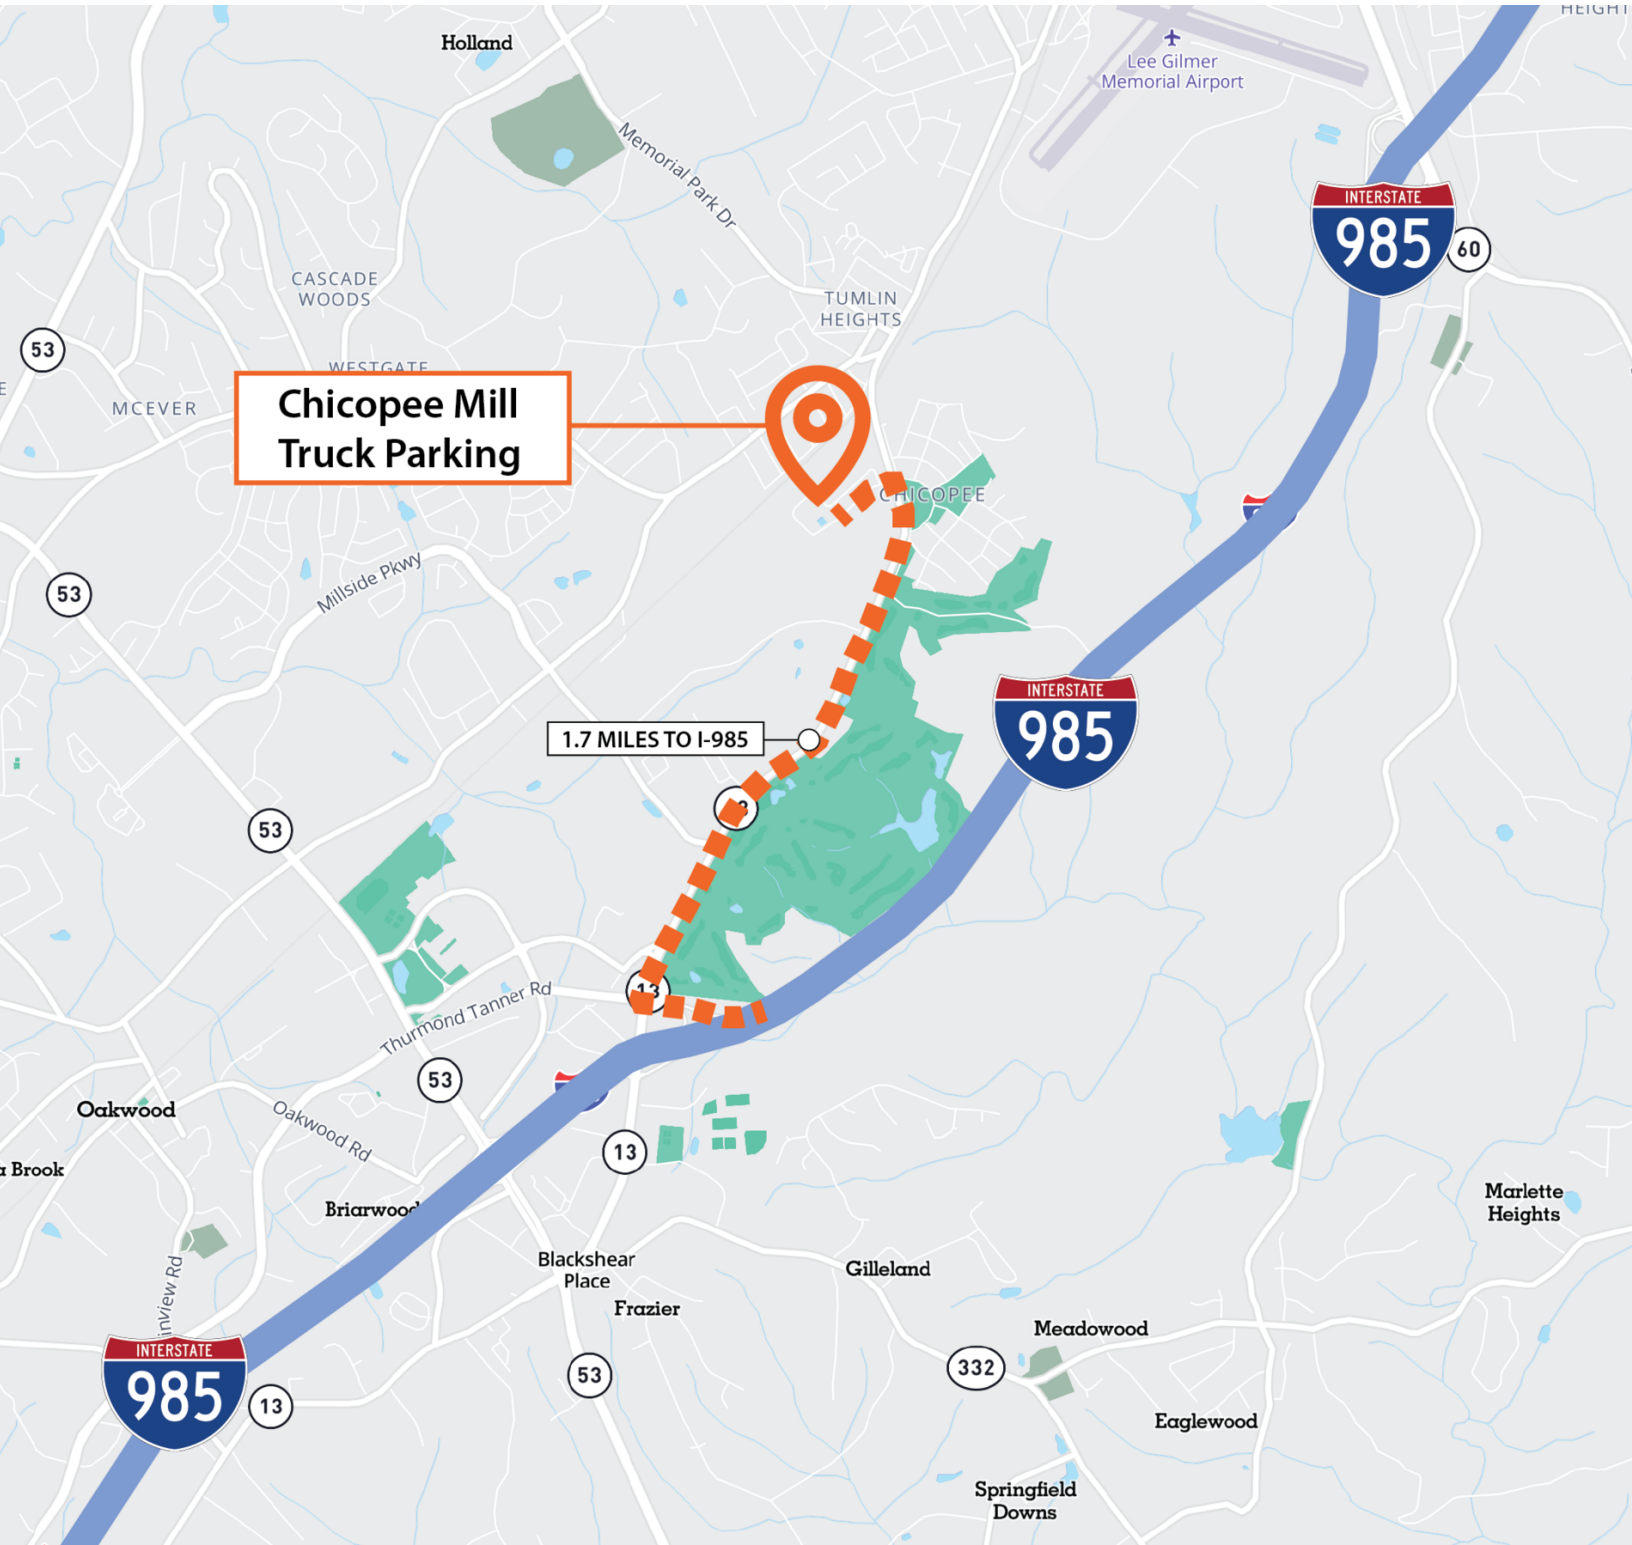 HEIGHT
Holland
Lee Gilmer
Memorial Airport
Memorial Park Dr
INTERSTATE
985
60
CASCADE
WOODS
TUMLIN
HEIGHTS
53
WESTGATE
E
MCEVER
Chicopee Mill
Truck Parking
CHICOPEE
Millside Pkwy
53
INTERSTATE
985
1.7 MILES TO I-985
53
13
Thurmond Tanner Rd
53
Oakwood
Oakwood Rd
13
a Brook
Briarwood
Marlette
Heights
inview Rd
Blackshear
Place
Gilleland
Frazier
Meadowood
INTERSTATE
985
13
53
332
Eaglewood
Springfield
Downs